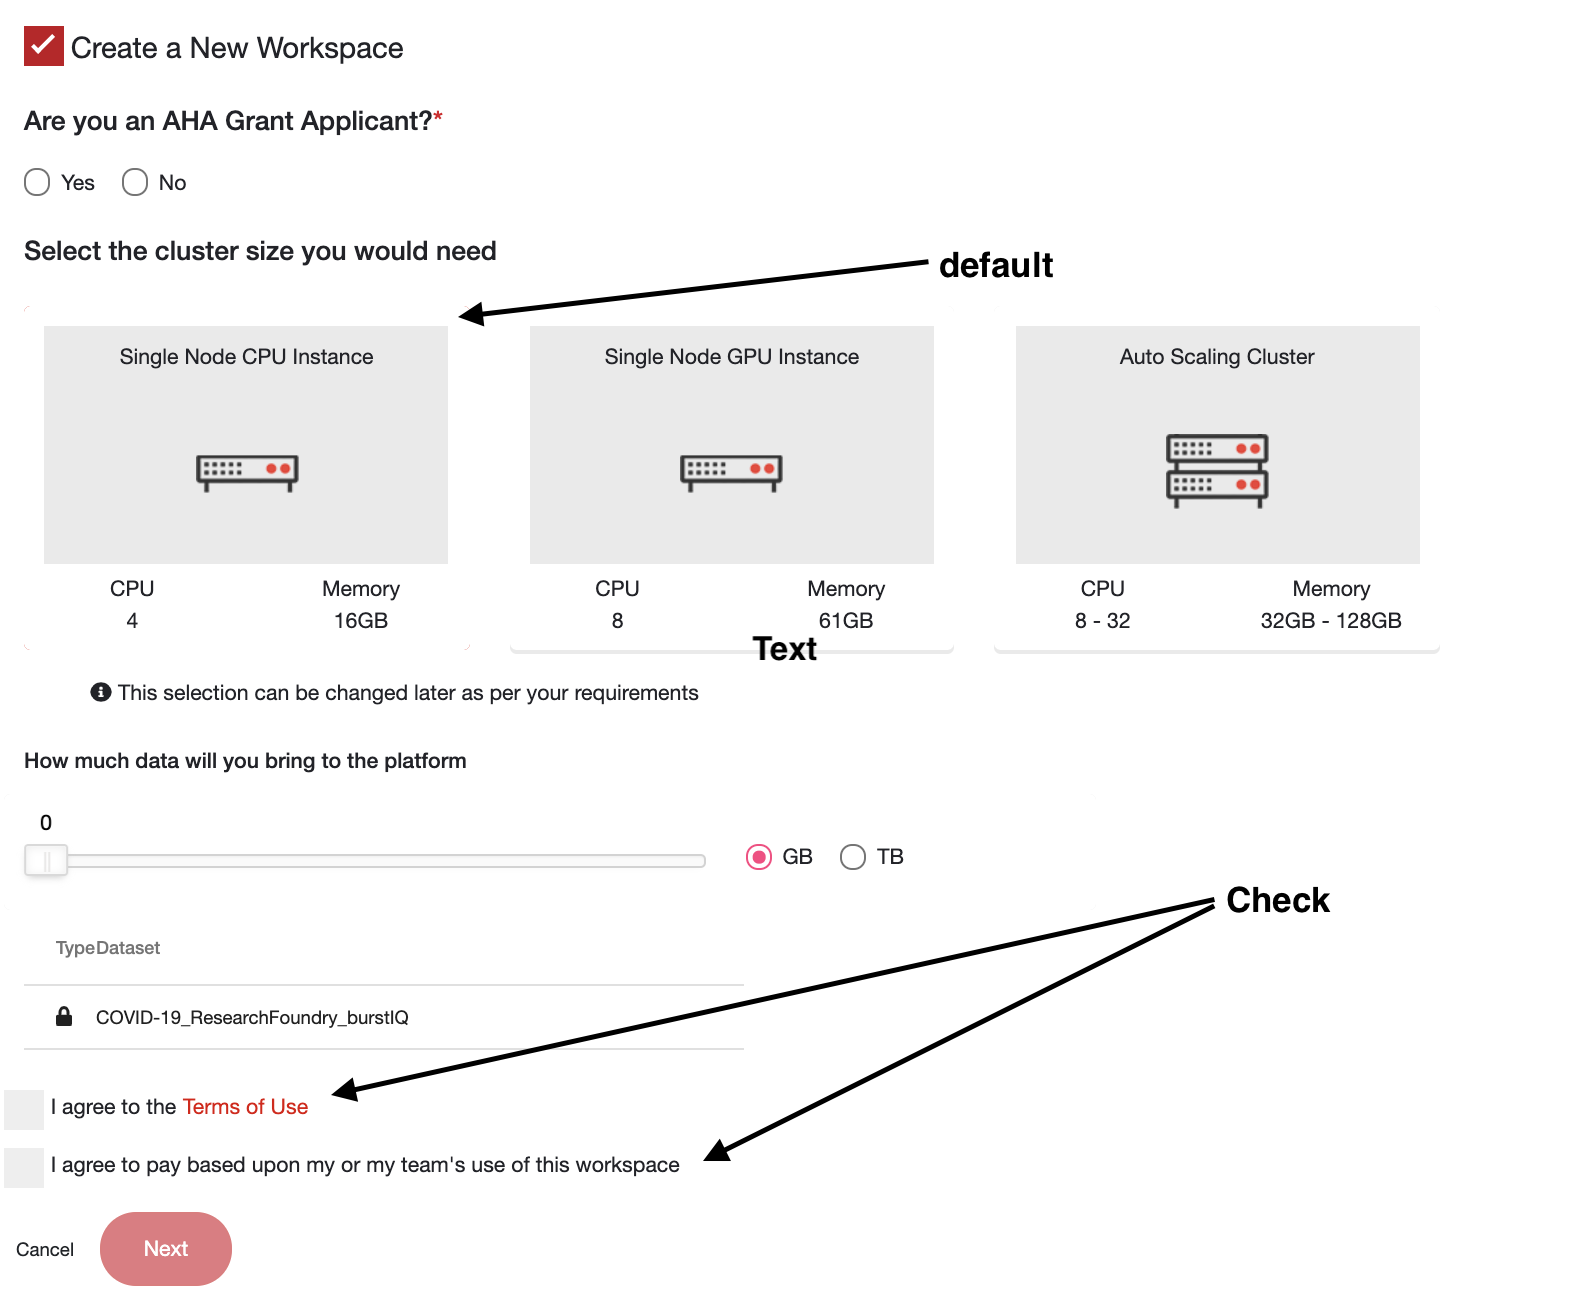 Create a New Workspace
Are you an AHA Grant Applicant?*
Yes No
Select the cluster size you would need
default
Single Node CPU Instance Single Node GPU Instance Auto Scaling Cluster
CPU Memory CPU Memory CPU Memory
4 16GB 8 61GB 8 - 32 32GB - 128GB
Text
This selection can be changed later as per your requirements
How much data will you bring to the platform
0
GB TB
Check
TypeDataset
COVID-19_ResearchFoundry_burstIQ
I agree to the Terms of Use
I agree to pay based upon my or my team's use of this workspace
Cancel Next